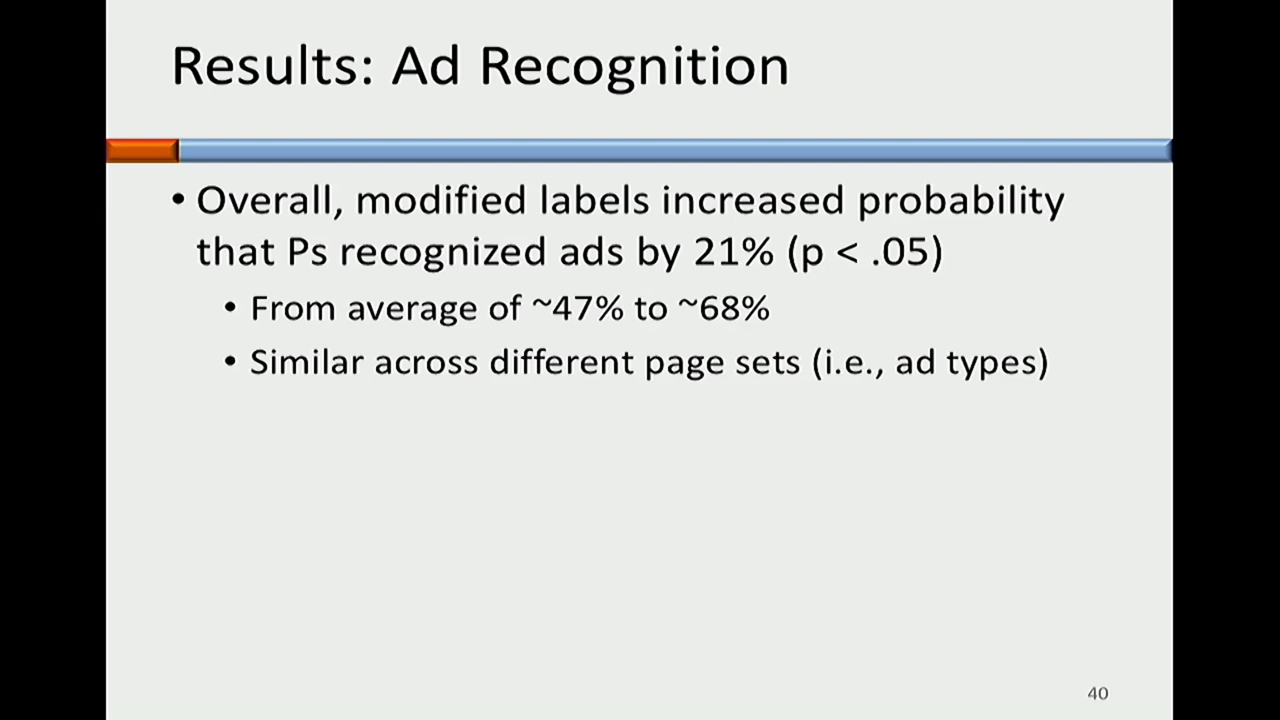 Results: Ad Recognition
• Overall, modified labels increased probability
that Ps recognized ads by 21% (p < .05)
• From average of ~47% to ~68%
• Similar across different page sets (i.e., ad types)
40